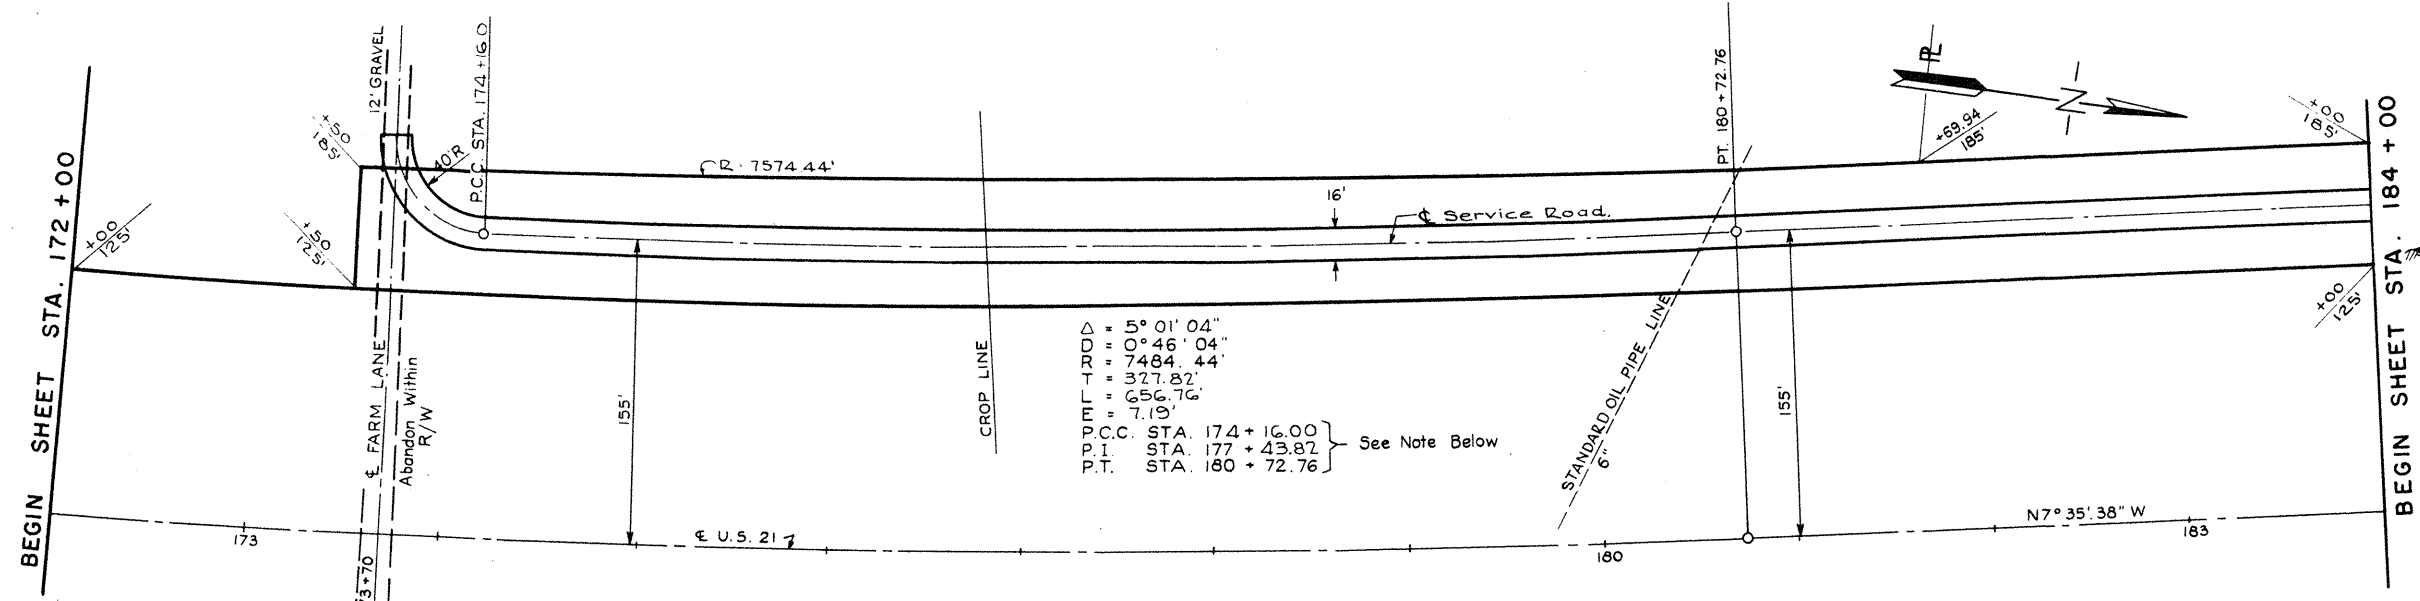 BEGIN SHEET STA. 172+00
+00
125'
+50
185'
+50
125'
12' GRAVEL
P.C.C. STA. 174+16.0
40'R
R = 7574.44'
℄ FARM LANE
Abandon Within
R/W
3+70
173
155'
℄ U.S. 21
CROP LINE
Δ = 5° 01' 04"
D = 0° 46' 04"
R = 7484.44'
T = 327.82'
L = 656.76'
E = 7.19'
P.C.C. STA. 174+16.00
P.I. STA. 177+43.82
P.T. STA. 180+72.76
See Note Below
16'
℄ Service Road.
STANDARD OIL PIPE LINE
6"
PT. 180+72.76
155'
180
N7° 35'. 38" W
183
PL
+69.94
185'
N
+00
185'
+00
125'
BEGIN SHEET STA. 184+00